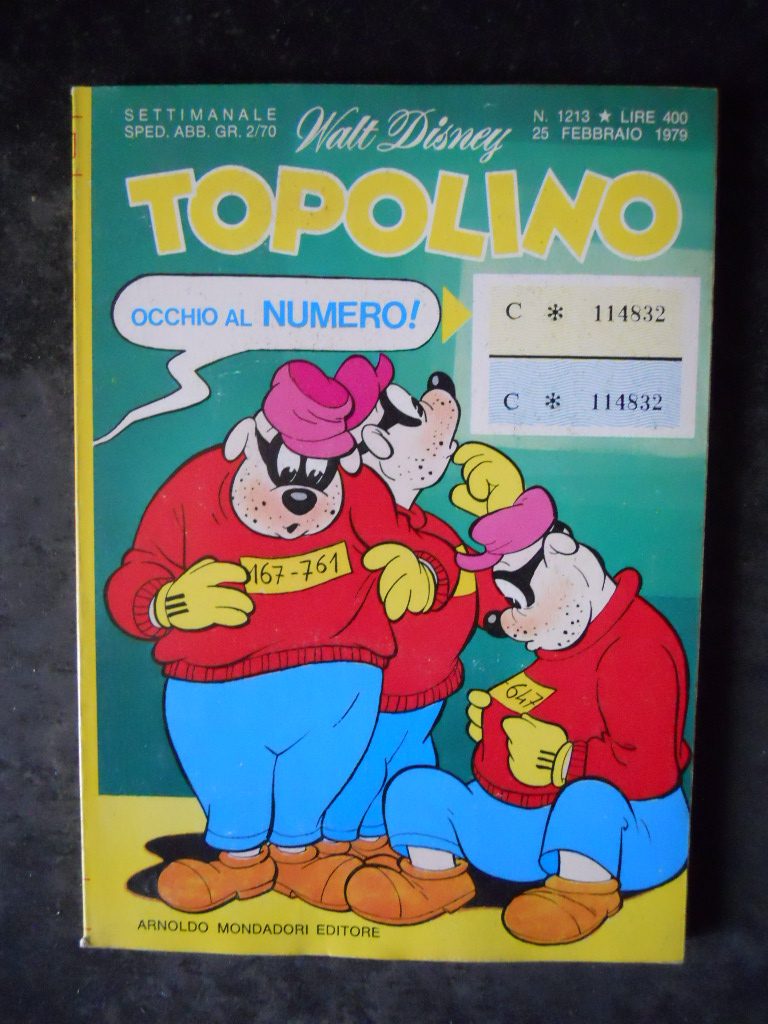 SETTIMANALE
SPED. ABB. GR. 2/70
Walt Disney
N. 1213 ★ LIRE 400
25 FEBBRAIO 1979
TOPOLINO
OCCHIO AL NUMERO!
C * 114832
C * 114832
167-761
647
ARNOLDO MONDADORI EDITORE